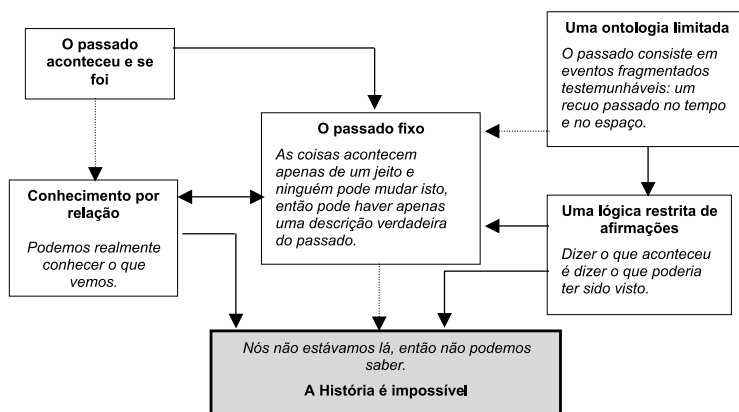 O passado
aconteceu e se
foi
Uma ontologia limitada
O passado consiste em
eventos fragmentados
testemunháveis: um
recuo passado no tempo
e no espaço.
O passado fixo
As coisas acontecem
apenas de um jeito e
ninguém pode mudar isto,
então pode haver apenas
uma descrição verdadeira
do passado.
Conhecimento por
relação
Podemos realmente
conhecer o que
vemos.
Uma lógica restrita de
afirmações
Dizer o que aconteceu
é dizer o que poderia
ter sido visto.
Nós não estávamos lá, então não podemos
saber.
A História é impossível